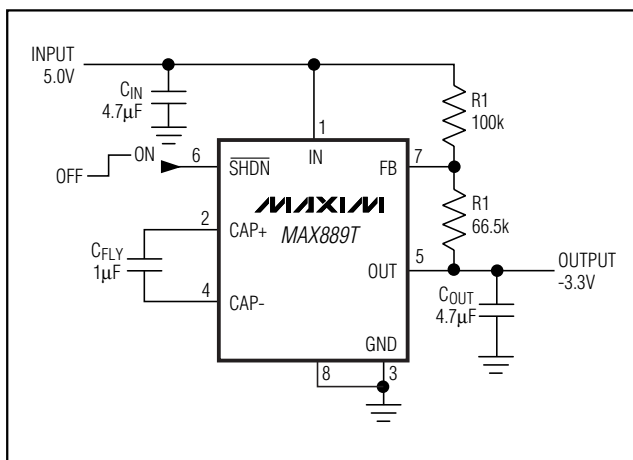 INPUT
5.0V
CIN
4.7µF
R1
100k
1
IN
ON
OFF
6
SHDN
FB
7
MAXIM
MAX889T
R1
66.5k
2
CAP+
CFLY
1µF
4
CAP-
OUT
5
OUTPUT
-3.3V
COUT
4.7µF
GND
8
3